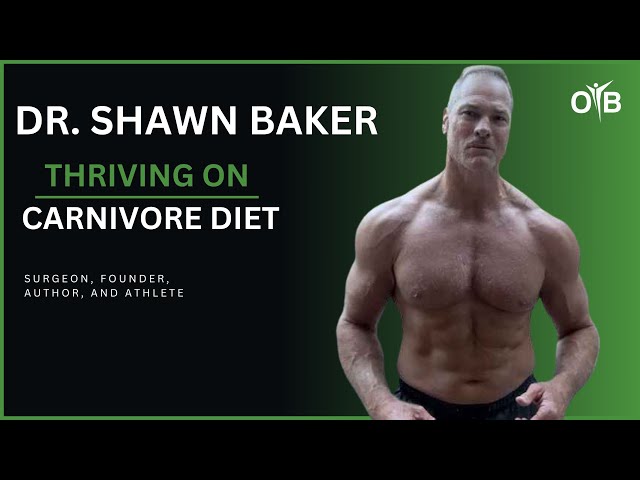 DR. SHAWN BAKER
THRIVING ON
CARNIVORE DIET
SURGEON, FOUNDER,
AUTHOR, AND ATHLETE
OYB